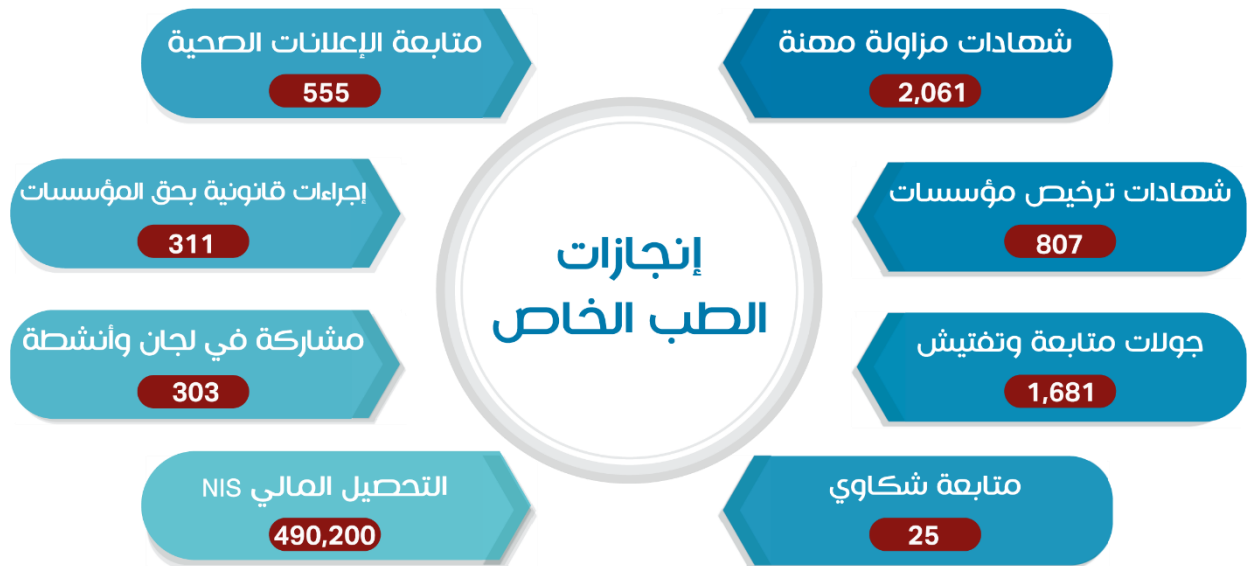 إنجازات
الطب الخاص
شهادات مزاولة مهنة
2,061
شهادات ترخيص مؤسسات
807
جولات متابعة وتفتيش
1,681
متابعة شكاوي
25
متابعة الإعلانات الصحية
555
إجراءات قانونية بحق المؤسسات
311
مشاركة في لجان وأنشطة
303
التحصيل المالي NIS
490,200